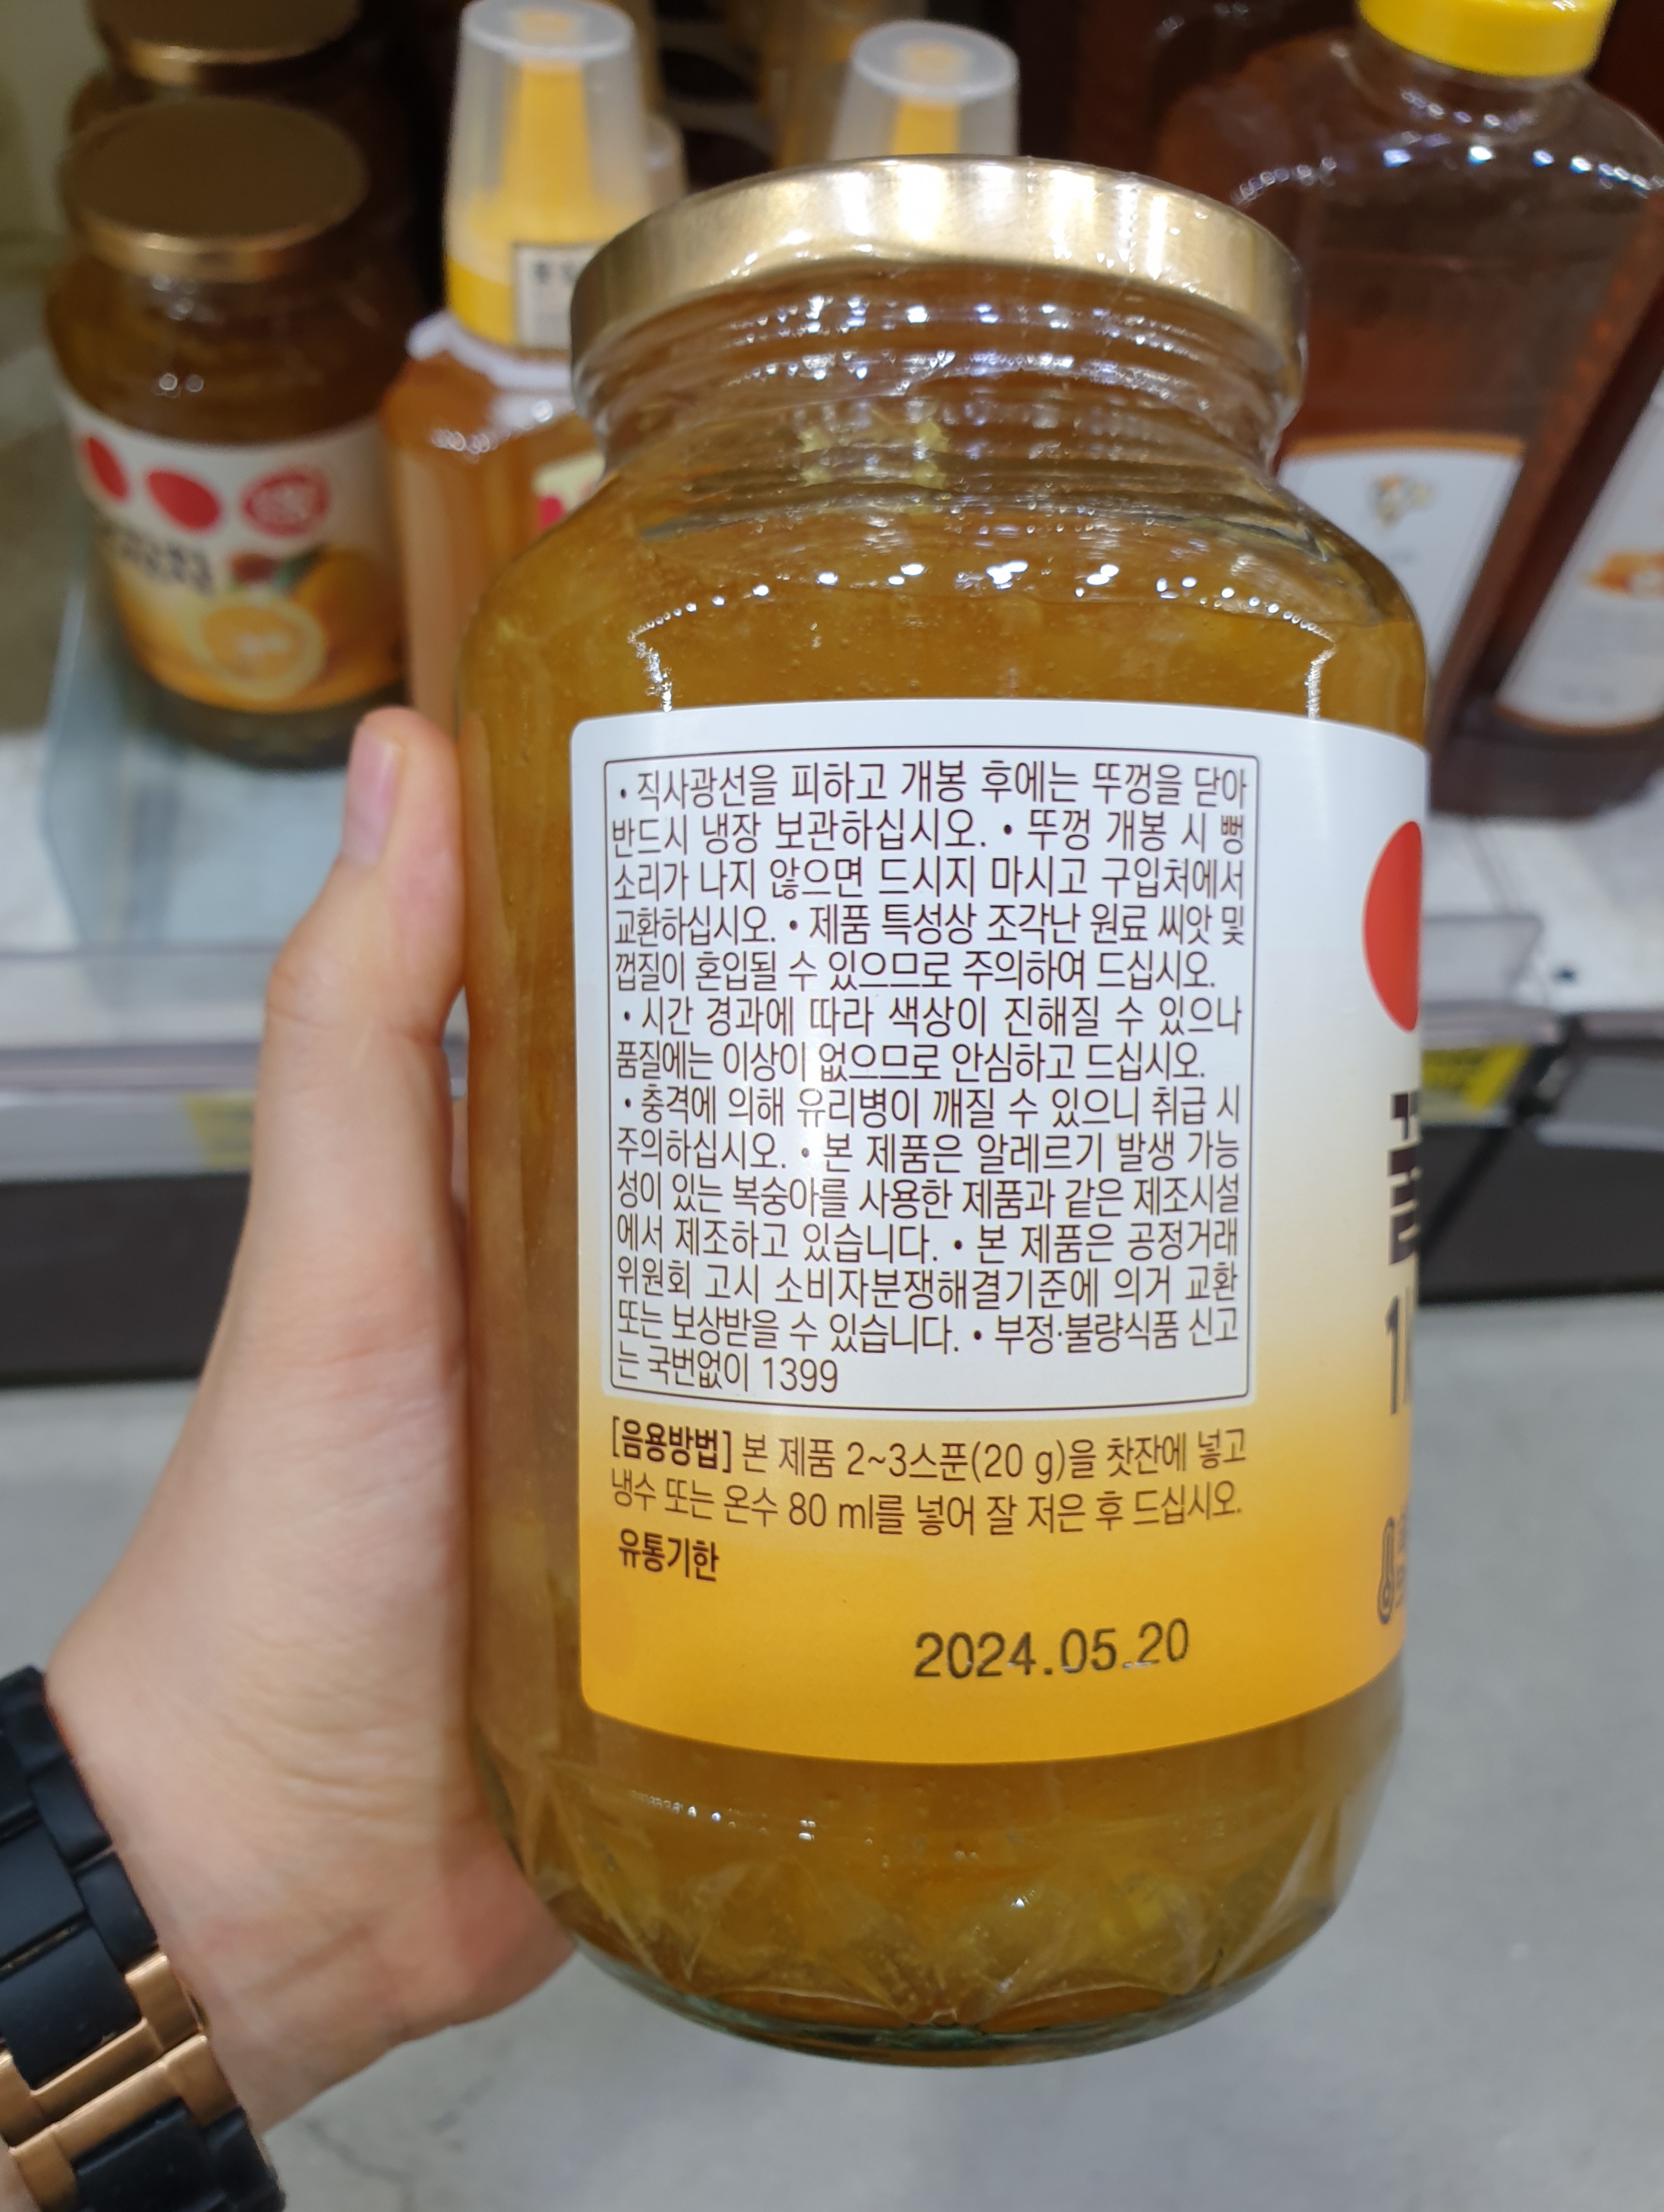 • 직사광선을 피하고 개봉 후에는 뚜껑을 닫아
반드시 냉장 보관하십시오. • 뚜껑 개봉 시 뻥
소리가 나지 않으면 드시지 마시고 구입처에서
교환하십시오. • 제품 특성상 조각난 원료 씨앗 및
껍질이 혼입될 수 있으므로 주의하여 드십시오.
• 시간 경과에 따라 색상이 진해질 수 있으나
품질에는 이상이 없으므로 안심하고 드십시오.
• 충격에 의해 유리병이 깨질 수 있으니 취급 시
주의하십시오. • 본 제품은 알레르기 발생 가능
성이 있는 복숭아를 사용한 제품과 같은 제조시설
에서 제조하고 있습니다. • 본 제품은 공정거래
위원회 고시 소비자분쟁해결기준에 의거 교환
또는 보상받을 수 있습니다. • 부정·불량식품 신고
는 국번없이 1399
[음용방법] 본 제품 2~3스푼(20 g)을 찻잔에 넣고
냉수 또는 온수 80 ml를 넣어 잘 저은 후 드십시오.
유통기한
2024.05.20